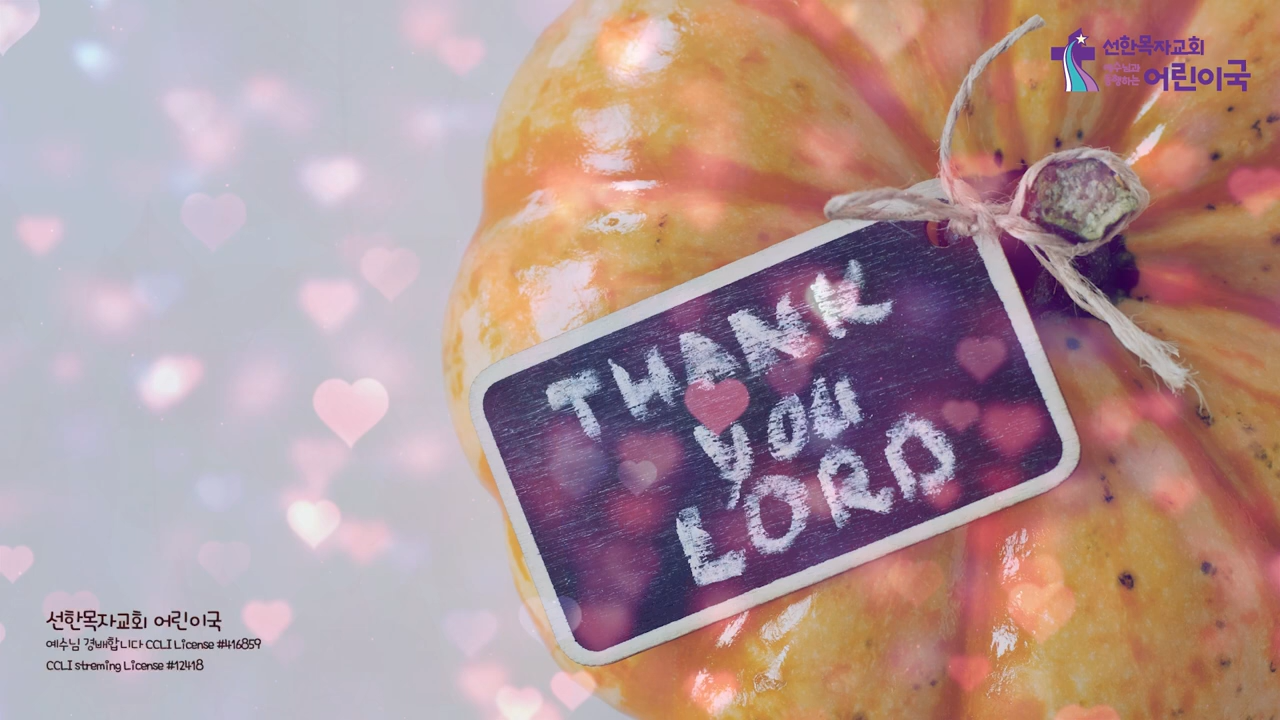 선한목자교회
예수님과
동행하는
어린이국
THANK
YOU
LORD
선한목자교회 어린이국
예수님 경배합니다 CCLI License #416859
CCLI streming License #12418